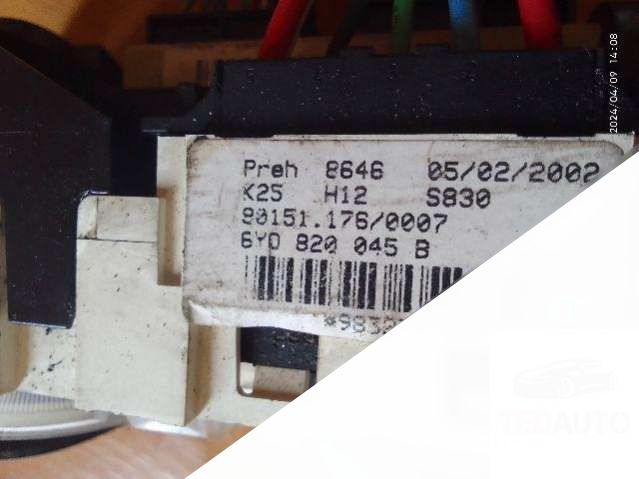 Preh 8646 05/02/2002
K25 H12 S830
90151.176/0007
6YD 820 045 B
2024/04/09 14:08
TEDAUTO